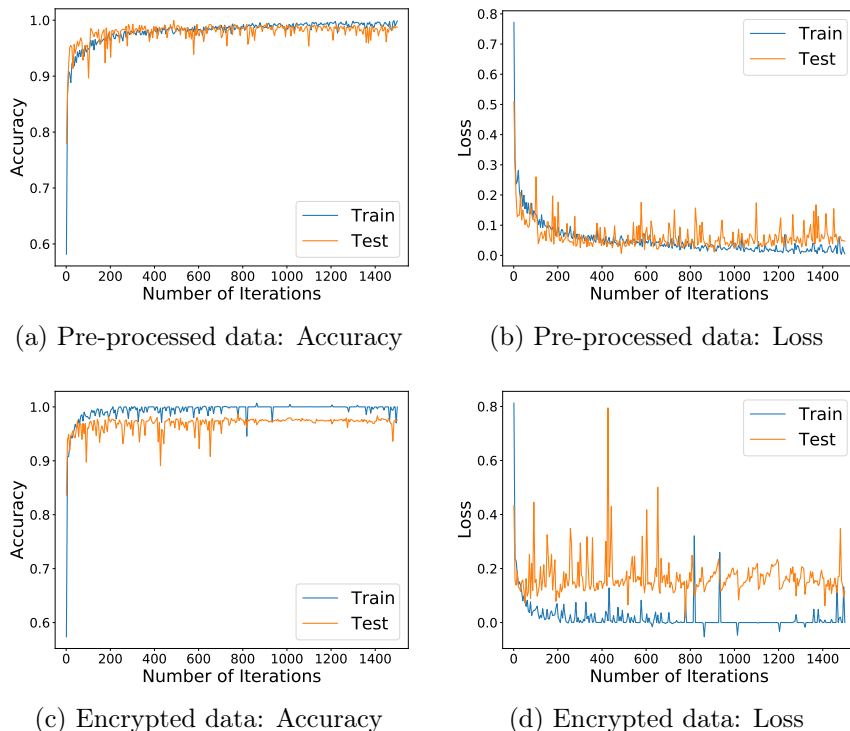 1.0
0.9
0.8
0.7
0.6
Accuracy
0 200 400 600 800 1000 1200 1400
Number of Iterations
Train
Test
(a) Pre-processed data: Accuracy
0.8
0.7
0.6
0.5
0.4
0.3
0.2
0.1
0.0
Loss
0 200 400 600 800 1000 1200 1400
Number of Iterations
Train
Test
(b) Pre-processed data: Loss
1.0
0.9
0.8
0.7
0.6
Accuracy
0 200 400 600 800 1000 1200 1400
Number of Iterations
Train
Test
(c) Encrypted data: Accuracy
0.8
0.6
0.4
0.2
0.0
Loss
0 200 400 600 800 1000 1200 1400
Number of Iterations
Train
Test
(d) Encrypted data: Loss